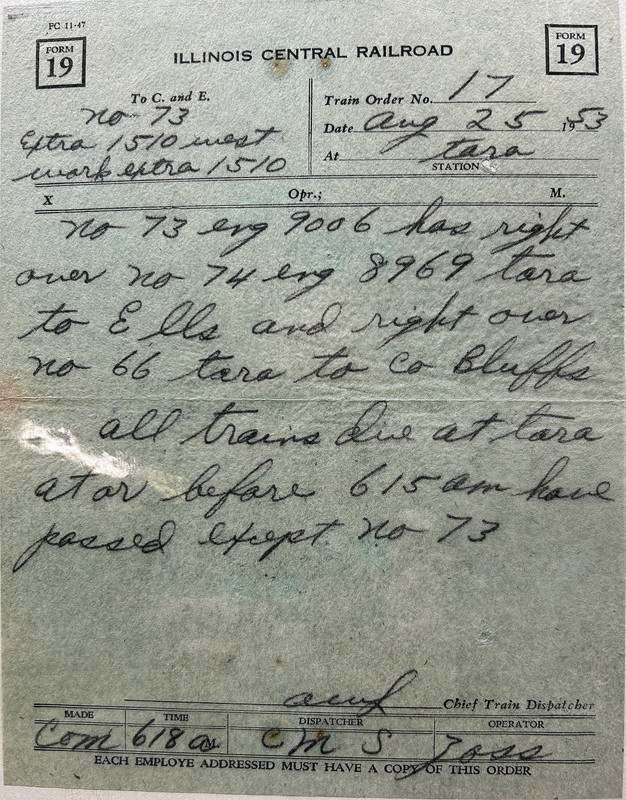 FC 11-47
FORM 19
ILLINOIS CENTRAL RAILROAD
FORM 19
To C. and E.
no 73
Extra 1510 west
work extra 1510
Train Order No. 17
Date Aug 25 1953
At tara
STATION
X Opr.; M.
no 73 eng 9006 has right
over no 74 eng 8969 tara
to Ells and right over
no 66 tara to Co Bluffs
all trains due at tara
at or before 615 am have
passed except no 73
Chief Train Dispatcher
MADE TIME DISPATCHER OPERATOR
Com 618 a M. C M S
EACH EMPLOYE ADDRESSED MUST HAVE A COPY OF THIS ORDER